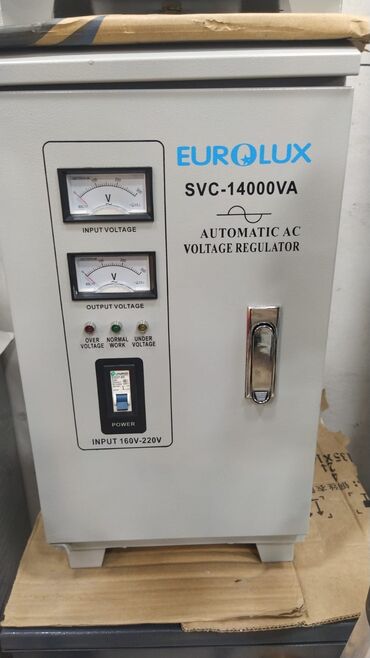 EUROLUX
SVC-14000VA
AUTOMATIC AC
VOLTAGE REGULATOR
V
INPUT VOLTAGE
V
OUTPUT VOLTAGE
OVER VOLTAGE
NORMAL WORK
UNDER VOLTAGE
POWER
INPUT 160V-220V